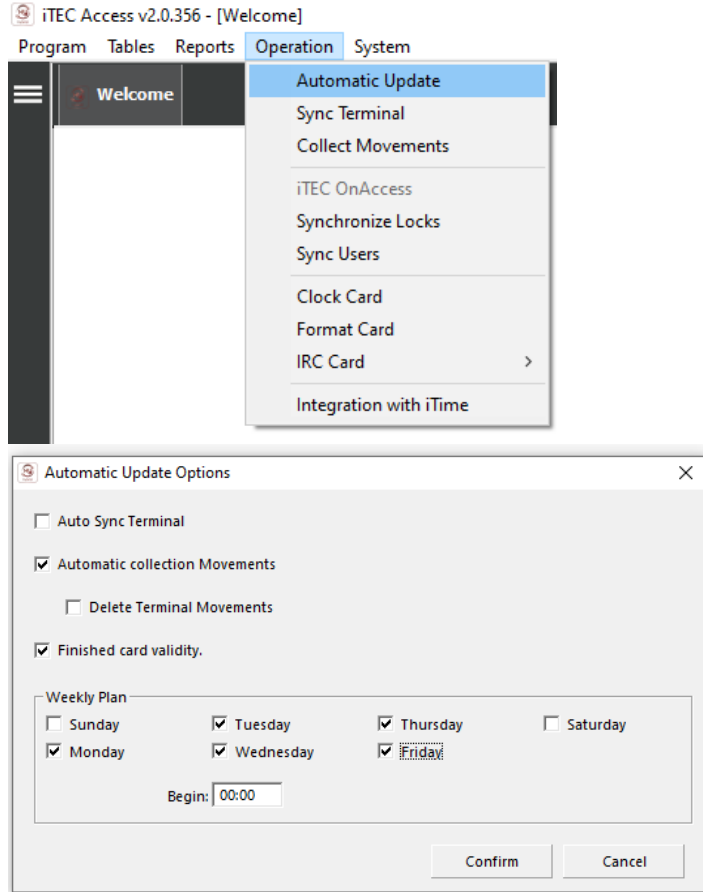 iTEC Access v2.0.356 - [Welcome]
Program Tables Reports Operation System
Welcome
Automatic Update
Sync Terminal
Collect Movements
iTEC OnAccess
Synchronize Locks
Sync Users
Clock Card
Format Card
IRC Card
Integration with iTime
Automatic Update Options
Auto Sync Terminal
Automatic collection Movements
Delete Terminal Movements
Finished card validity.
Weekly Plan
Sunday Tuesday Thursday Saturday
Monday Wednesday Friday
Begin: 00:00
Confirm Cancel